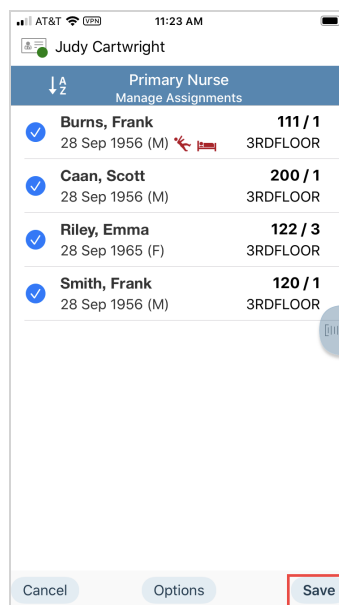 AT&T VPN 11:23 AM
Judy Cartwright
A
Z
Primary Nurse
Manage Assignments
Burns, Frank 111 / 1
28 Sep 1956 (M) 3RDFLOOR
Caan, Scott 200 / 1
28 Sep 1956 (M) 3RDFLOOR
Riley, Emma 122 / 3
28 Sep 1965 (F) 3RDFLOOR
Smith, Frank 120 / 1
28 Sep 1956 (M) 3RDFLOOR
Cancel Options Save